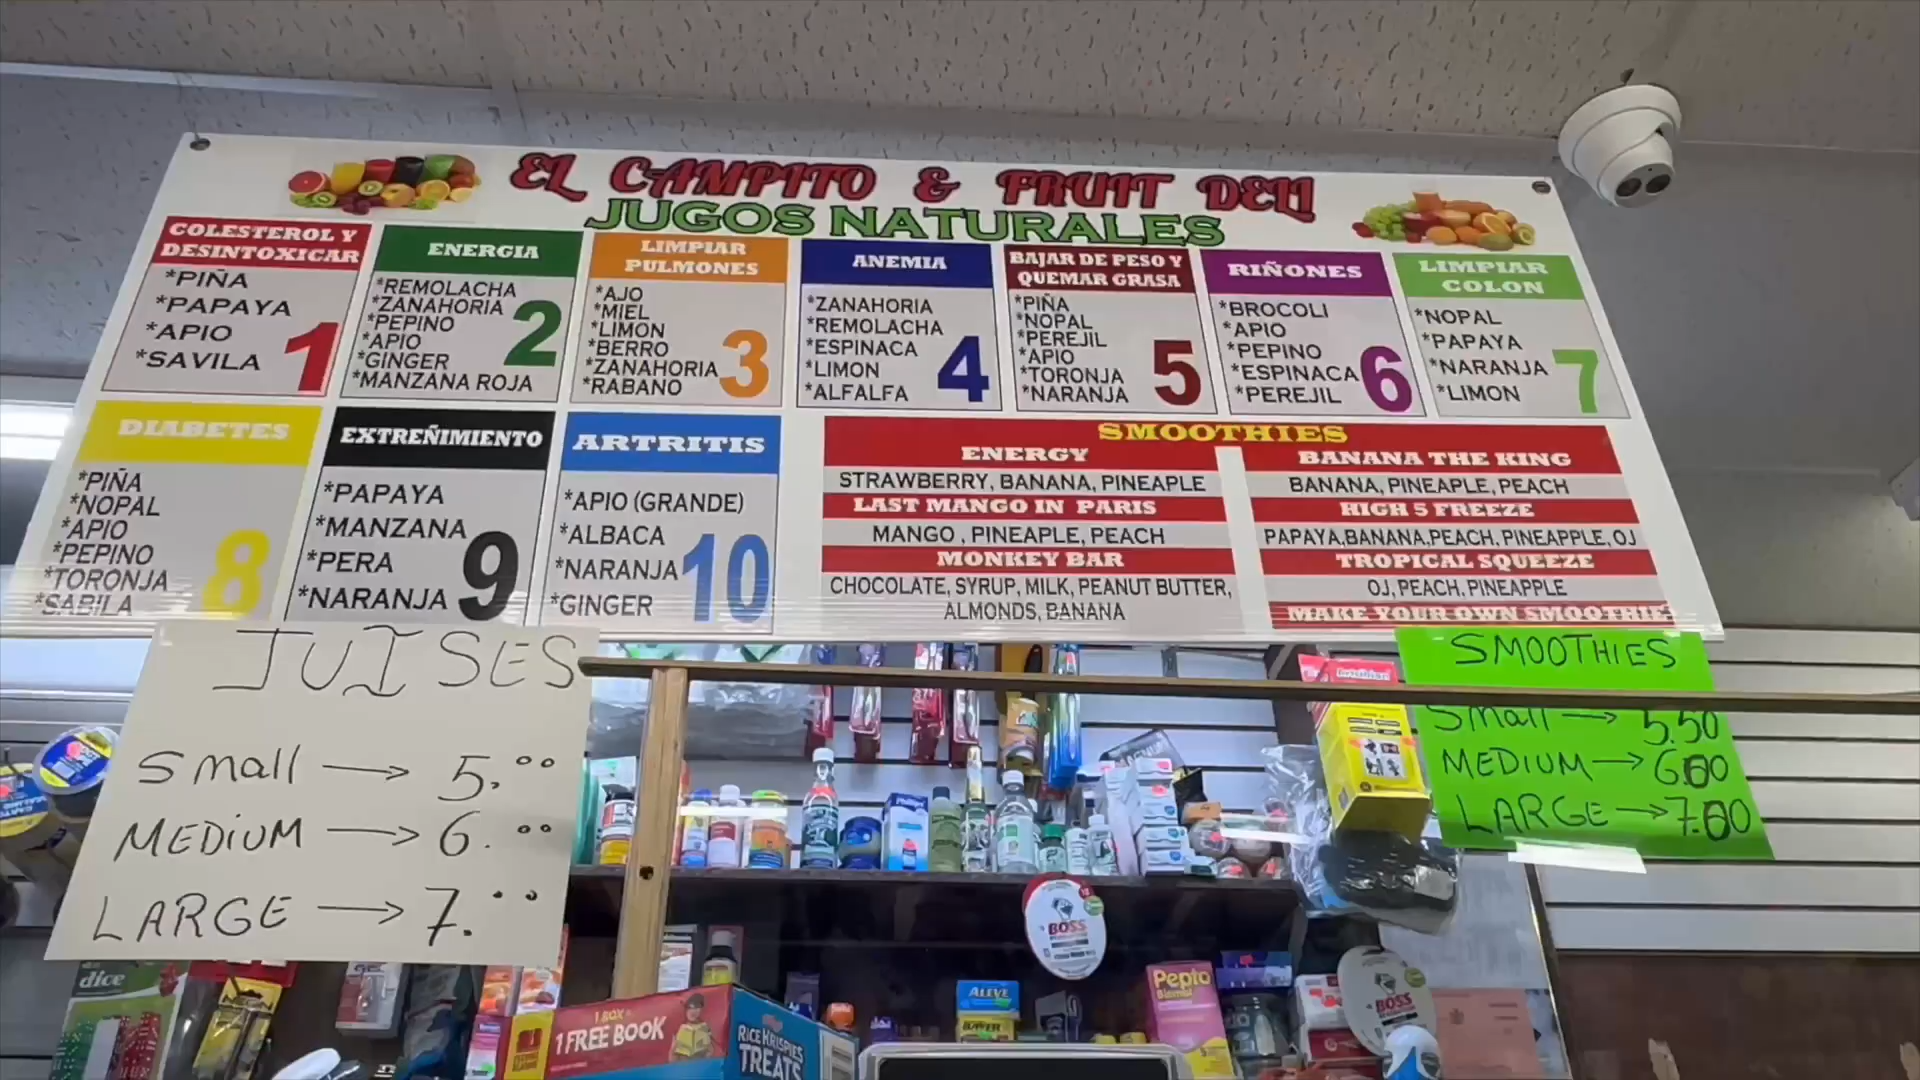 EL CAMPITO & FRUIT DELI
JUGOS NATURALES
COLESTEROL Y
DESINTOXICAR
*PIÑA
*PAPAYA
*APIO
*SAVILA
1
ENERGIA
*REMOLACHA
*ZANAHORIA
*PEPINO
*APIO
*GINGER
*MANZANA ROJA
2
LIMPIAR
PULMONES
*AJO
*MIEL
*LIMON
*BERRO
*ZANAHORIA
*RABANO
3
ANEMIA
*ZANAHORIA
*REMOLACHA
*ESPINACA
*LIMON
*ALFALFA
4
BAJAR DE PESO Y
QUEMAR GRASA
*PIÑA
*NOPAL
*PEREJIL
*APIO
*TORONJA
*NARANJA
5
RIÑONES
*BROCOLI
*APIO
*PEPINO
*ESPINACA
*PEREJIL
6
LIMPIAR
COLON
*NOPAL
*PAPAYA
*NARANJA
*LIMON
7
DIABETES
*PIÑA
*NOPAL
*APIO
*PEPINO
*TORONJA
*SABILA
8
EXTREÑIMIENTO
*PAPAYA
*MANZANA
*PERA
*NARANJA
9
ARTRITIS
*APIO (GRANDE)
*ALBACA
*NARANJA
*GINGER
10
SMOOTHIES
ENERGY
STRAWBERRY, BANANA, PINEAPLE
LAST MANGO IN PARIS
MANGO , PINEAPLE, PEACH
MONKEY BAR
CHOCOLATE, SYRUP, MILK, PEANUT BUTTER,
ALMONDS, BANANA
BANANA THE KING
BANANA, PINEAPLE, PEACH
HIGH 5 FREEZE
PAPAYA,BANANA,PEACH, PINEAPPLE, OJ
TROPICAL SQUEEZE
OJ, PEACH, PINEAPPLE
MAKE YOUR OWN SMOOTHIE
JUISES
Small → 5.00
MEDIUM → 6.00
LARGE → 7.00
SMOOTHIES
Small → 5.50
MEDIUM → 6.00
LARGE → 7.00
dice
1 BOX =
1 FREE BOOK
RICE KRISPIES
TREATS
ALEVE
BAYER
Pepto
Bismol
BOSS
BOSS
Phillips'